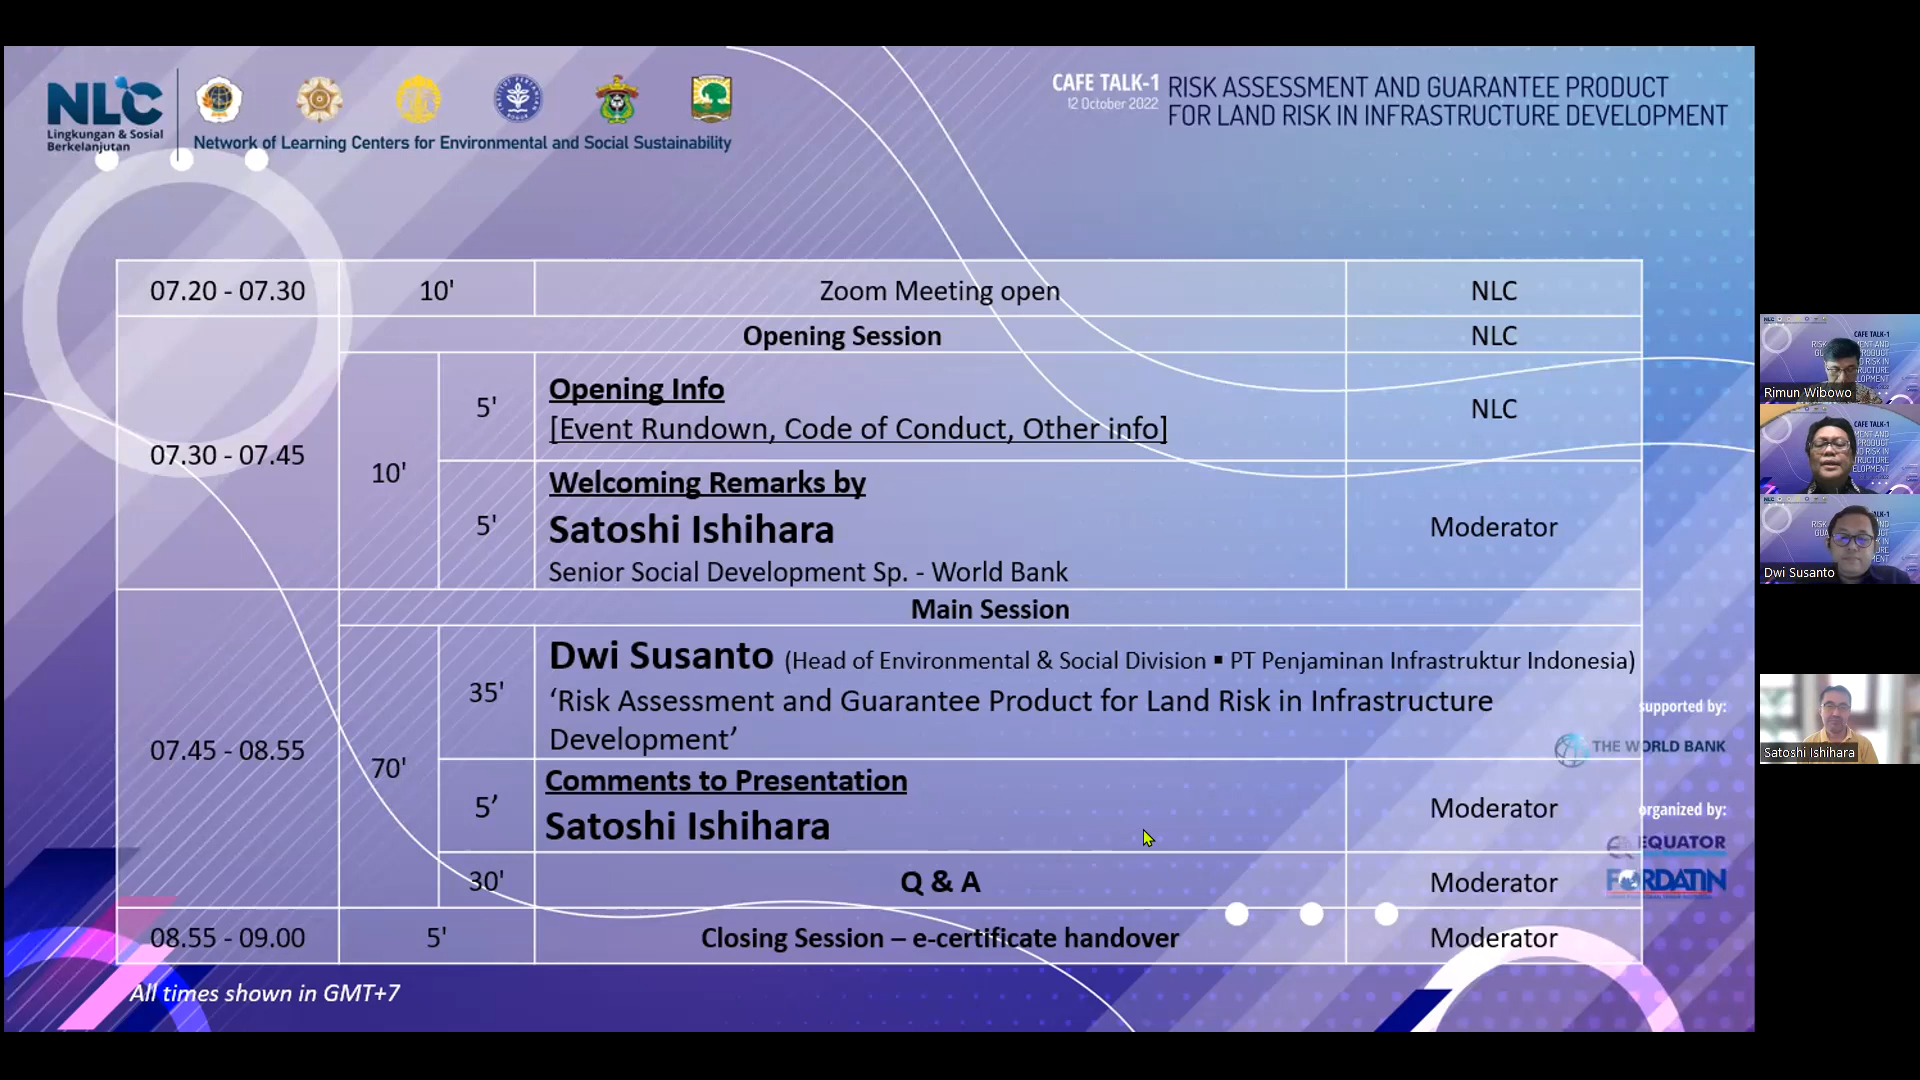 NLC
Lingkungan & Sosial
Berkelanjutan
Network of Learning Centers for Environmental and Social Sustainability
CAFE TALK-1
12 October 2022
RISK ASSESSMENT AND GUARANTEE PRODUCT
FOR LAND RISK IN INFRASTRUCTURE DEVELOPMENT
07.20 - 07.30 10' Zoom Meeting open NLC
Opening Session NLC
07.30 - 07.45
10'
5'
Opening Info
[Event Rundown, Code of Conduct, Other info]
NLC
5'
Welcoming Remarks by
Satoshi Ishihara
Senior Social Development Sp. - World Bank
Moderator
Main Session
07.45 - 08.55
70'
35'
Dwi Susanto (Head of Environmental & Social Division ▪ PT Penjaminan Infrastruktur Indonesia)
‘Risk Assessment and Guarantee Product for Land Risk in Infrastructure
Development’
5’
Comments to Presentation
Satoshi Ishihara
Moderator
30' Q & A Moderator
08.55 - 09.00 5' Closing Session – e-certificate handover Moderator
All times shown in GMT+7
supported by:
THE WORLD BANK
organized by:
EQUATOR
FORDATIN
Rimun Wibowo
Dwi Susanto
Satoshi Ishihara